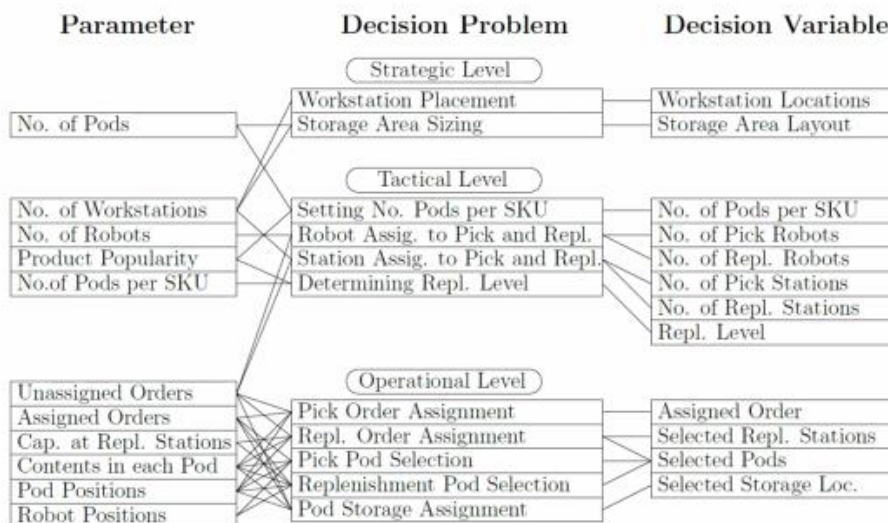 Parameter Decision Problem Decision Variable
Strategic Level
Workstation Placement Workstation Locations
No. of Pods Storage Area Sizing Storage Area Layout
Tactical Level
No. of Workstations Setting No. Pods per SKU No. of Pods per SKU
No. of Robots Robot Assig. to Pick and Repl. No. of Pick Robots
Product Popularity Station Assig. to Pick and Repl. No. of Repl. Robots
No.of Pods per SKU Determining Repl. Level No. of Pick Stations
No. of Repl. Stations
Repl. Level
Operational Level
Unassigned Orders Pick Order Assignment Assigned Order
Assigned Orders Repl. Order Assignment Selected Repl. Stations
Cap. at Repl. Stations Pick Pod Selection Selected Pods
Contents in each Pod Replenishment Pod Selection Selected Storage Loc.
Pod Positions Pod Storage Assignment
Robot Positions